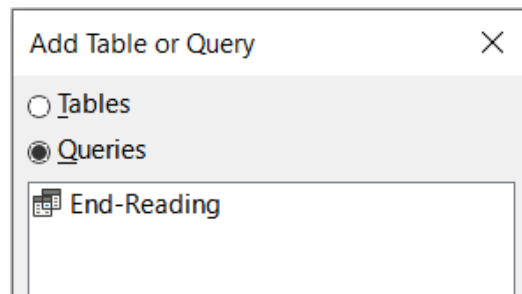 Add Table or Query
Tables
Queries
End-Reading